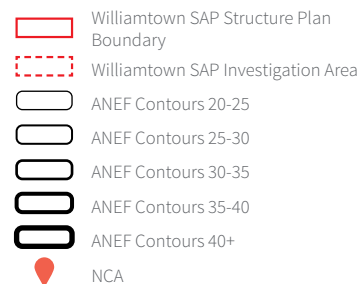 Williamtown SAP Structure Plan
Boundary
Williamtown SAP Investigation Area
ANEF Contours 20-25
ANEF Contours 25-30
ANEF Contours 30-35
ANEF Contours 35-40
ANEF Contours 40+
NCA